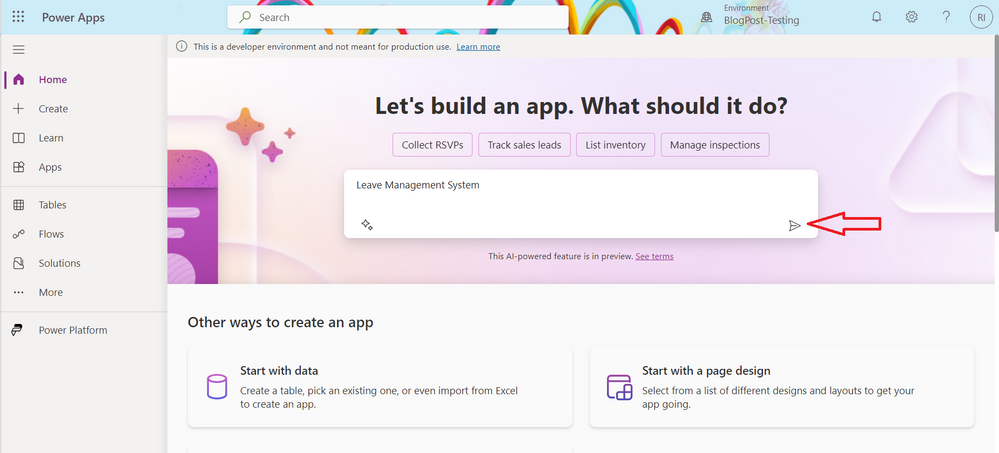 Power Apps
Search
Environment
BlogPost-Testing
RI
This is a developer environment and not meant for production use. Learn more
Home
Create
Learn
Apps
Tables
Flows
Solutions
More
Power Platform
Let's build an app. What should it do?
Collect RSVPs Track sales leads List inventory Manage inspections
Leave Management System
This AI-powered feature is in preview. See terms
Other ways to create an app
Start with data
Create a table, pick an existing one, or even import from Excel
to create an app.
Start with a page design
Select from a list of different designs and layouts to get your
app going.